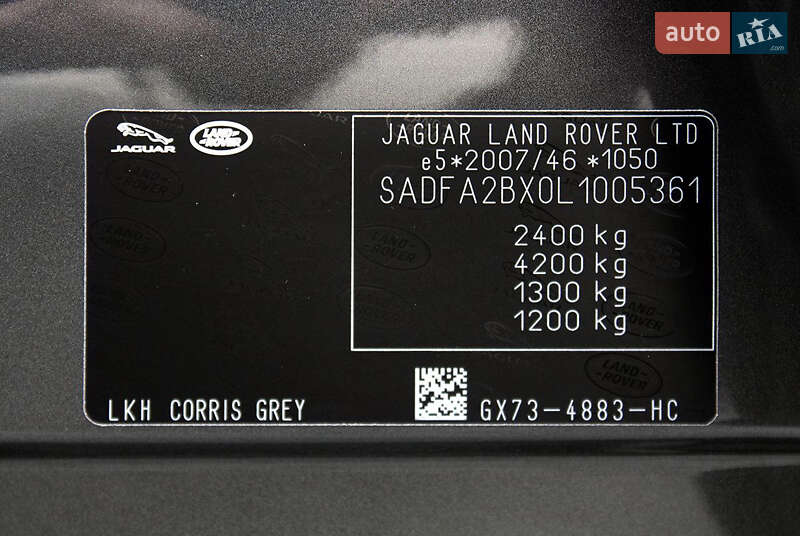 auto RIA.com
JAGUAR
LAND-ROVER
JAGUAR LAND ROVER LTD
e5*2007/46 *1050
SADFA2BX0L1005361
2400 kg
4200 kg
1300 kg
1200 kg
LKH CORRIS GREY
GX73-4883-HC